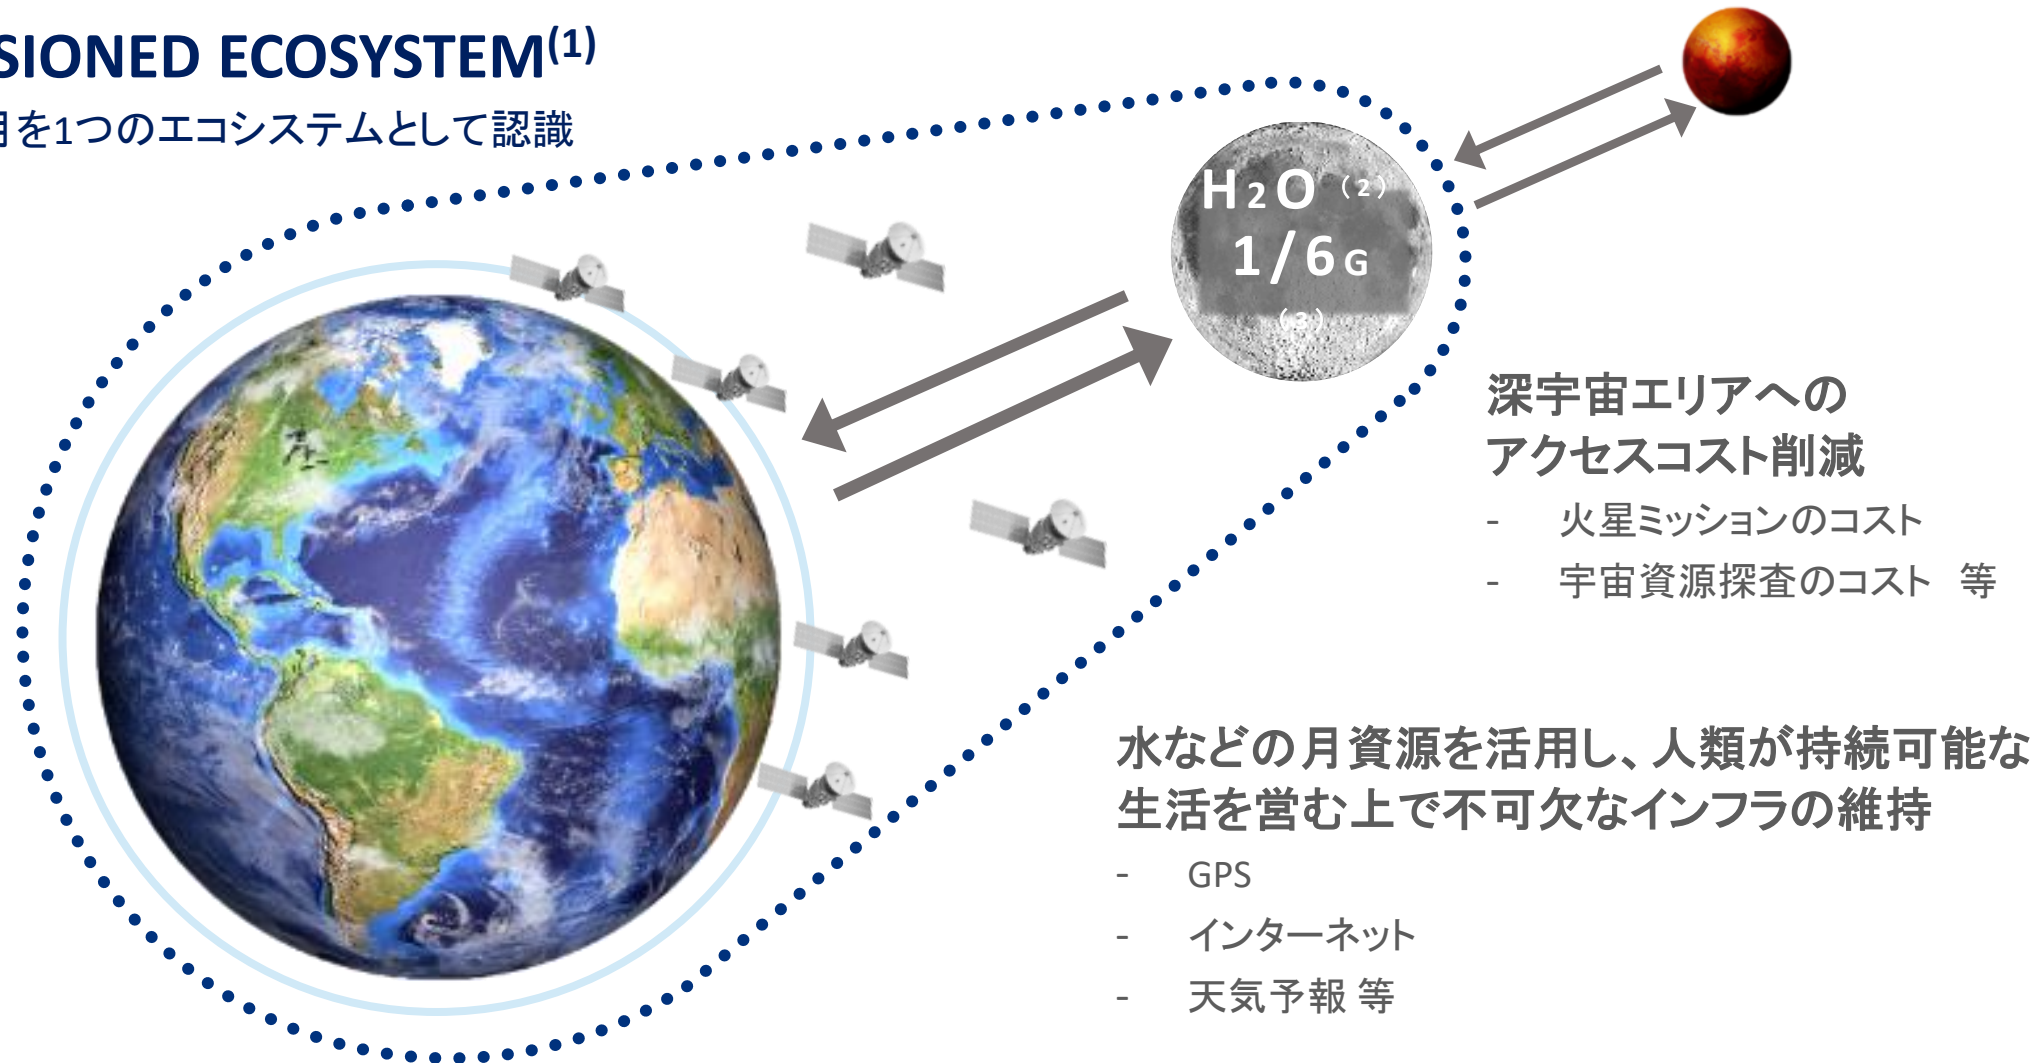 SIONED ECOSYSTEM(1)
月を1つのエコシステムとして認識
H2O (2)
1/6G
(3)
深宇宙エリアへの
アクセスコスト削減
- 火星ミッションのコスト
- 宇宙資源探査のコスト 等
水などの月資源を活用し、人類が持続可能な
生活を営む上で不可欠なインフラの維持
- GPS
- インターネット
- 天気予報 等